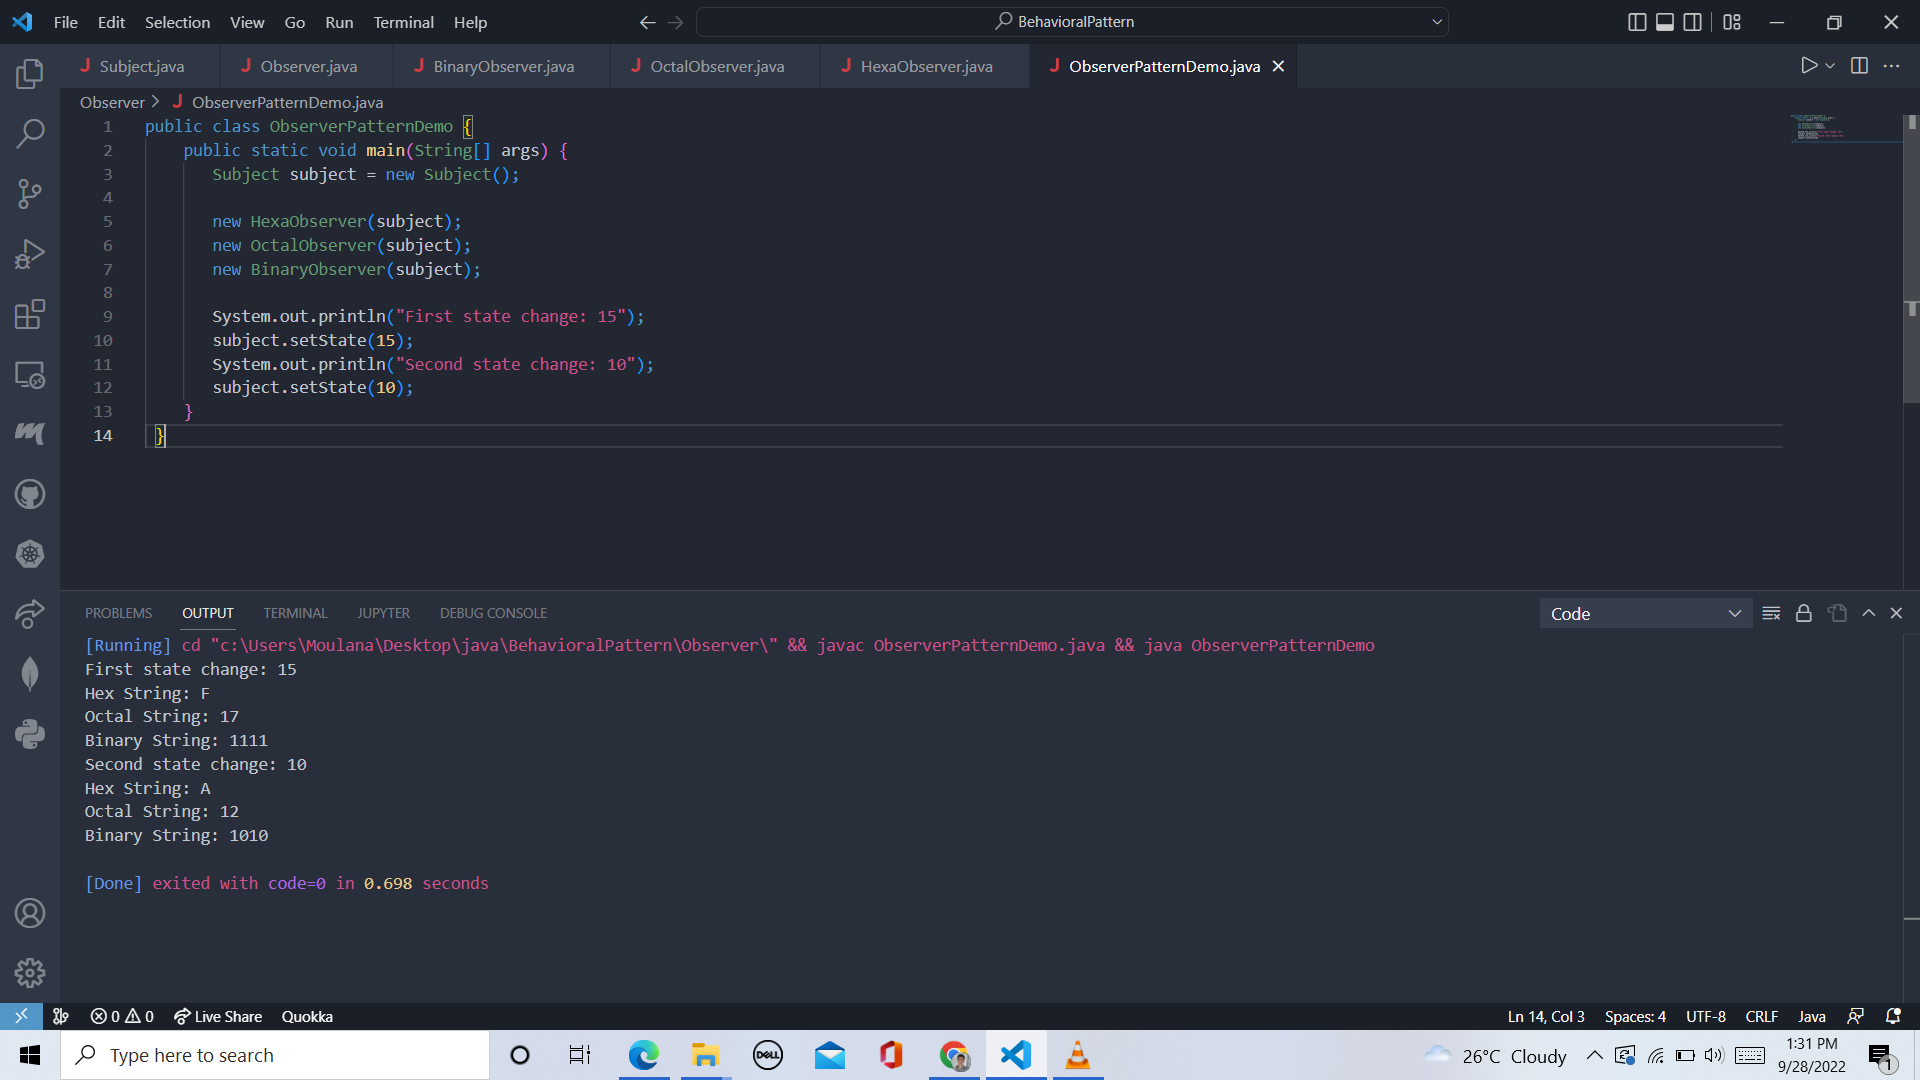 File Edit Selection View Go Run Terminal Help
BehavioralPattern
Subject.java Observer.java BinaryObserver.java OctalObserver.java HexaObserver.java ObserverPatternDemo.java
Observer > ObserverPatternDemo.java
1 public class ObserverPatternDemo {
2 public static void main(String[] args) {
3 Subject subject = new Subject();
4
5 new HexaObserver(subject);
6 new OctalObserver(subject);
7 new BinaryObserver(subject);
8
9 System.out.println("First state change: 15");
10 subject.setState(15);
11 System.out.println("Second state change: 10");
12 subject.setState(10);
13 }
14 }
PROBLEMS OUTPUT TERMINAL JUPYTER DEBUG CONSOLE Code
[Running] cd "c:\Users\Moulana\Desktop\java\BehavioralPattern\Observer\" && javac ObserverPatternDemo.java && java ObserverPatternDemo
First state change: 15
Hex String: F
Octal String: 17
Binary String: 1111
Second state change: 10
Hex String: A
Octal String: 12
Binary String: 1010
[Done] exited with code=0 in 0.698 seconds
0 0 Live Share Quokka Ln 14, Col 3 Spaces: 4 UTF-8 CRLF Java
Type here to search DELL 26°C Cloudy 1:31 PM
9/28/2022 1